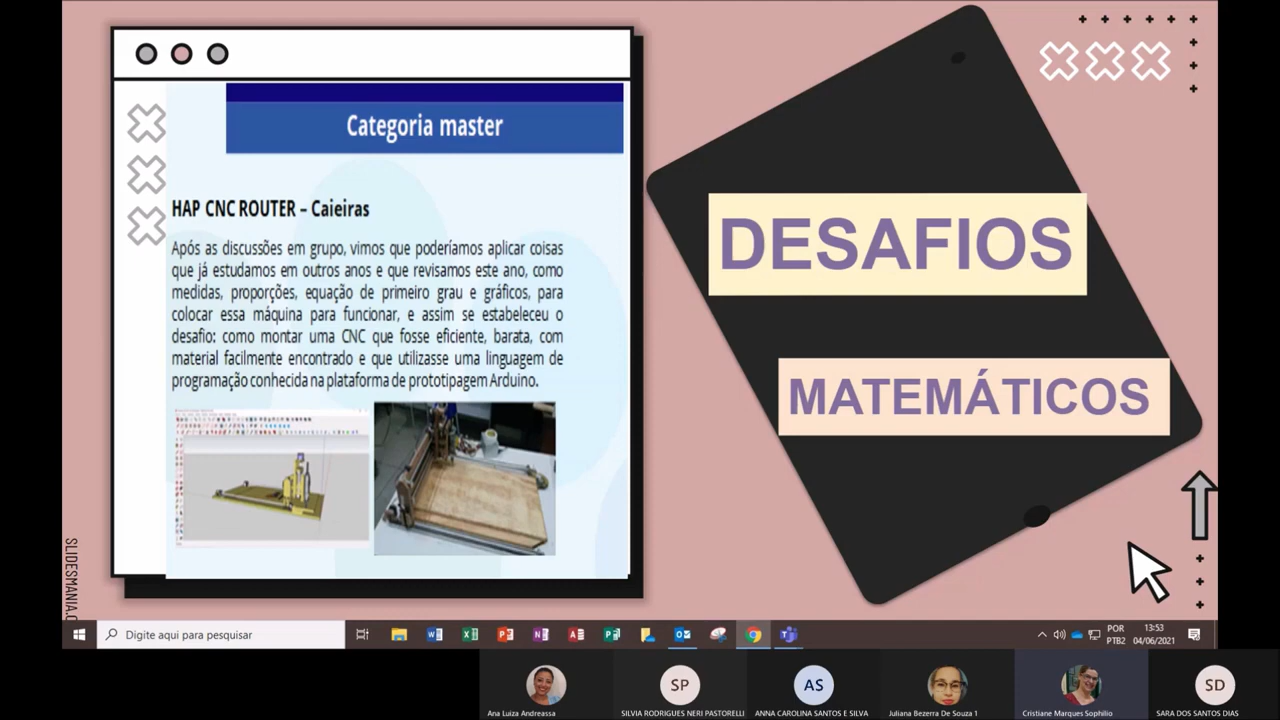 Categoria master
HAP CNC ROUTER – Caieiras
Após as discussões em grupo, vimos que poderíamos aplicar coisas
que já estudamos em outros anos e que revisamos este ano, como
medidas, proporções, equação de primeiro grau e gráficos, para
colocar essa máquina para funcionar, e assim se estabeleceu o
desafio: como montar uma CNC que fosse eficiente, barata, com
material facilmente encontrado e que utilizasse uma linguagem de
programação conhecida na plataforma de prototipagem Arduino.
DESAFIOS
MATEMÁTICOS
SLIDESMANIA.C
Digite aqui para pesquisar
POR
PTB2
13:53
04/06/2021
Ana Luiza Andreassa
SP
SILVIA RODRIGUES NERI PASTORELLI
AS
ANNA CAROLINA SANTOS E SILVA
Juliana Bezerra De Souza 1
Cristiane Marques Sophilio
SD
SARA DOS SANTOS DIAS